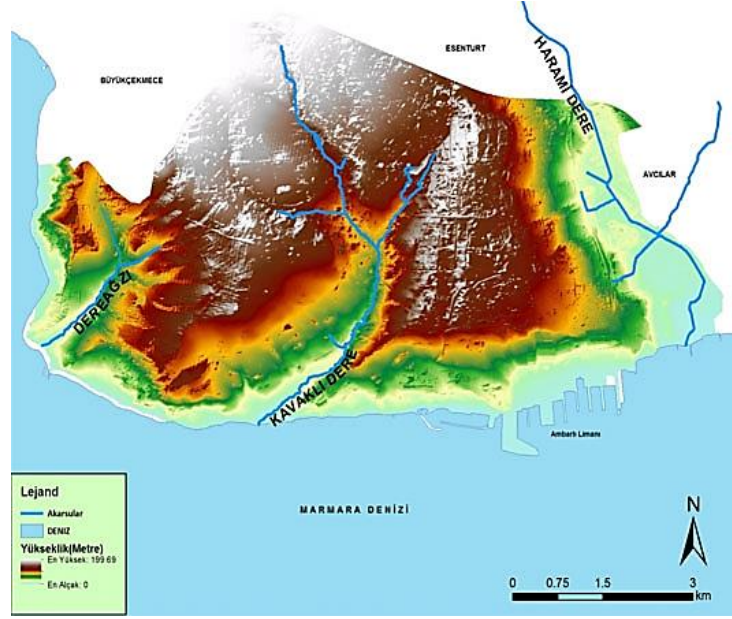 ESENTURT
HARAMİ DERE
BÜYÜKÇEKMECE
AVCILAR
DEREAĞZI
KAVAKLI DERE
Ambarlı Limanı
MARMARA DENİZİ
Lejand
Akarsular
DENIZ
Yükseklik(Metre)
En Yüksek: 199 69
En Alçak: 0
N
0 0.75 1.5 3
km